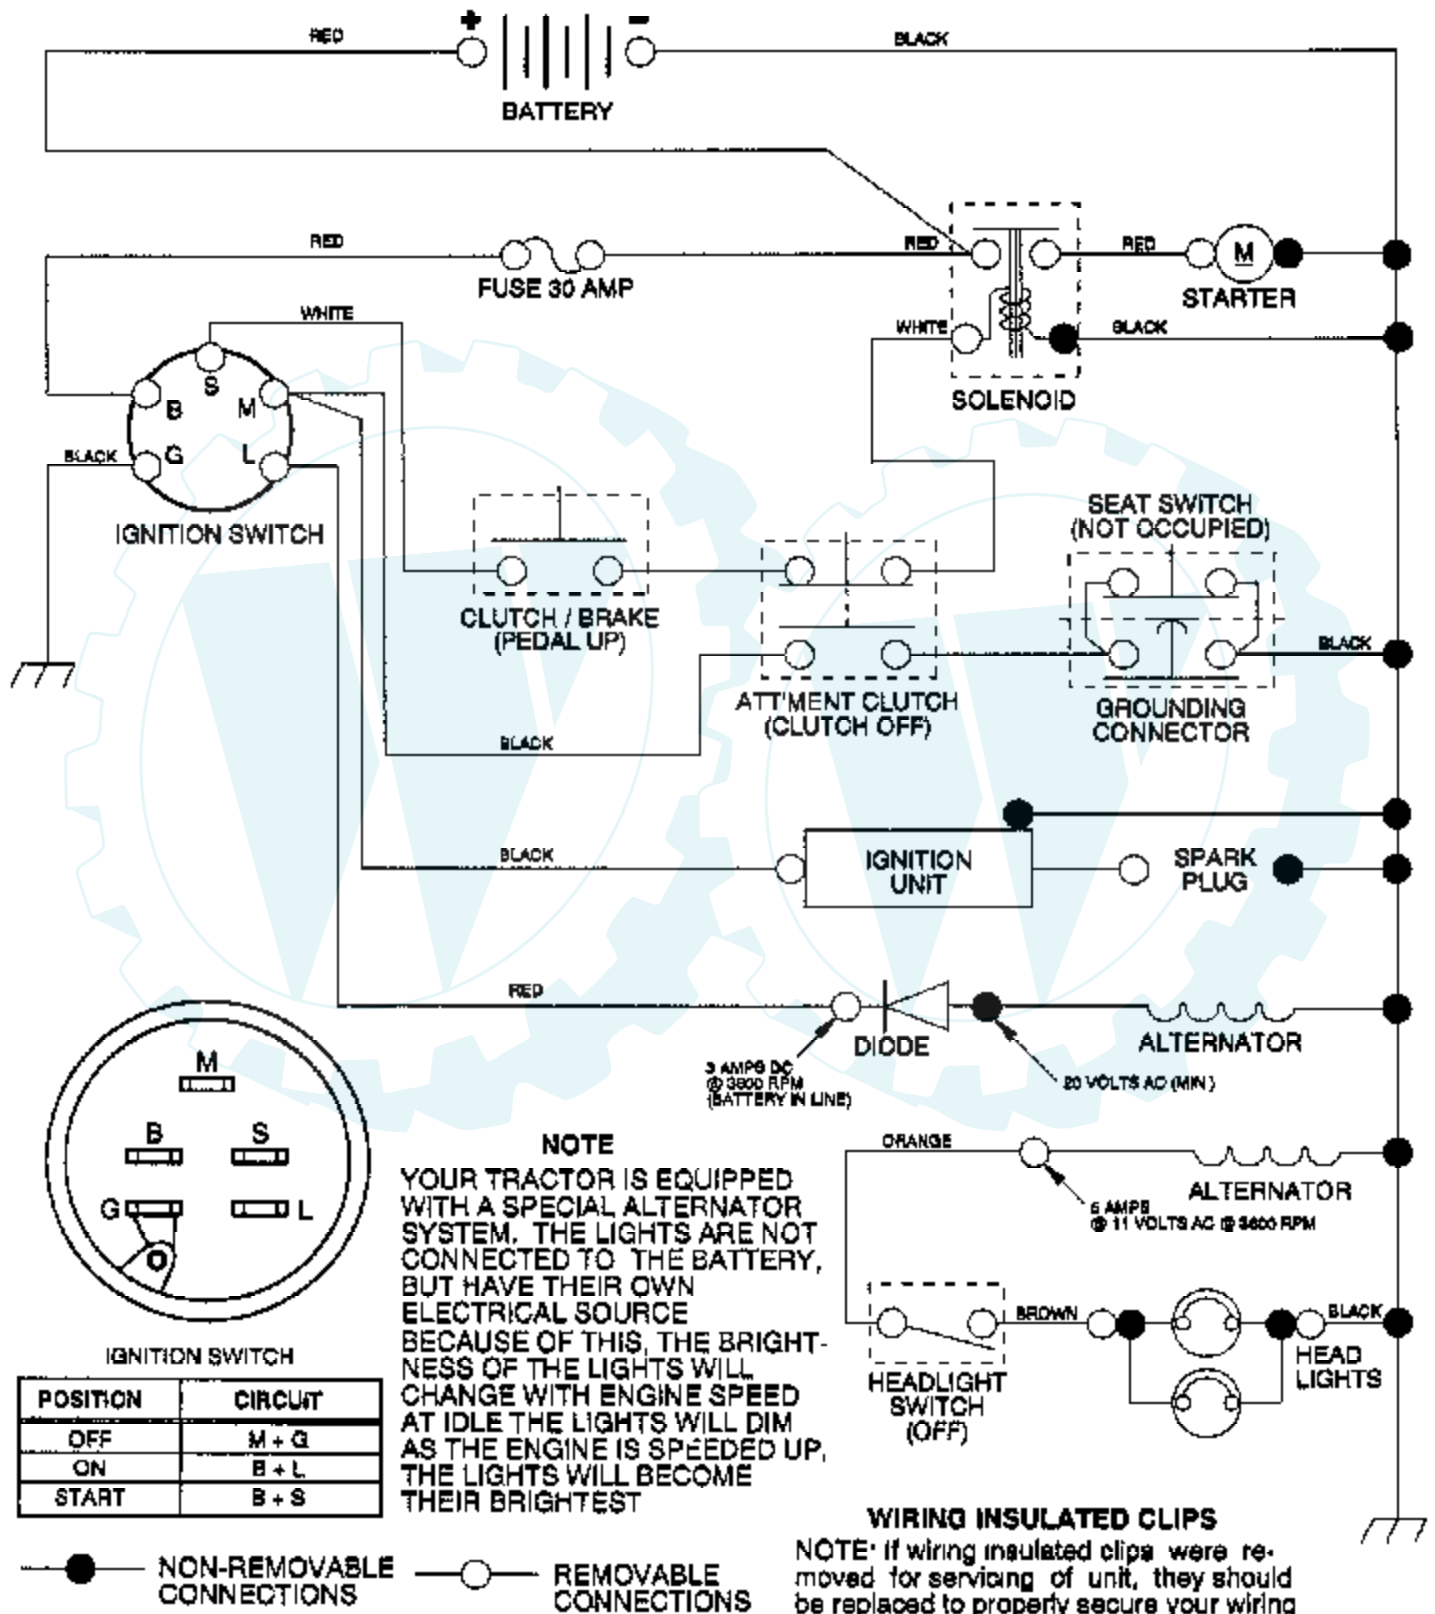 + -
RED
BLACK
BATTERY
RED
RED
RED
M
FUSE 30 AMP
STARTER
WHITE
WHITE
BLACK
S
B
M
SOLENOID
BLACK
G
L
IGNITION SWITCH
SEAT SWITCH
(NOT OCCUPIED)
CLUTCH / BRAKE
(PEDAL UP)
BLACK
ATT'MENT CLUTCH
(CLUTCH OFF)
GROUNDING
CONNECTOR
BLACK
BLACK
IGNITION
UNIT
SPARK
PLUG
RED
DIODE
ALTERNATOR
3 AMPS DC
@ 3600 RPM
(BATTERY IN LINE)
20 VOLTS AC (MIN)
M
B
S
G
L
IGNITION SWITCH
POSITION CIRCUIT
OFF M + G
ON B + L
START B + S
NOTE
YOUR TRACTOR IS EQUIPPED
WITH A SPECIAL ALTERNATOR
SYSTEM. THE LIGHTS ARE NOT
CONNECTED TO THE BATTERY,
BUT HAVE THEIR OWN
ELECTRICAL SOURCE
BECAUSE OF THIS, THE BRIGHT-
NESS OF THE LIGHTS WILL
CHANGE WITH ENGINE SPEED
AT IDLE THE LIGHTS WILL DIM
AS THE ENGINE IS SPEEDED UP,
THE LIGHTS WILL BECOME
THEIR BRIGHTEST
ORANGE
ALTERNATOR
5 AMPS
@ 11 VOLTS AC @ 3600 RPM
BROWN
BLACK
HEADLIGHT
SWITCH
(OFF)
HEAD
LIGHTS
NON-REMOVABLE
CONNECTIONS
REMOVABLE
CONNECTIONS
WIRING INSULATED CLIPS
NOTE: If wiring insulated clips were re-
moved for servicing of unit, they should
be replaced to properly secure your wiring